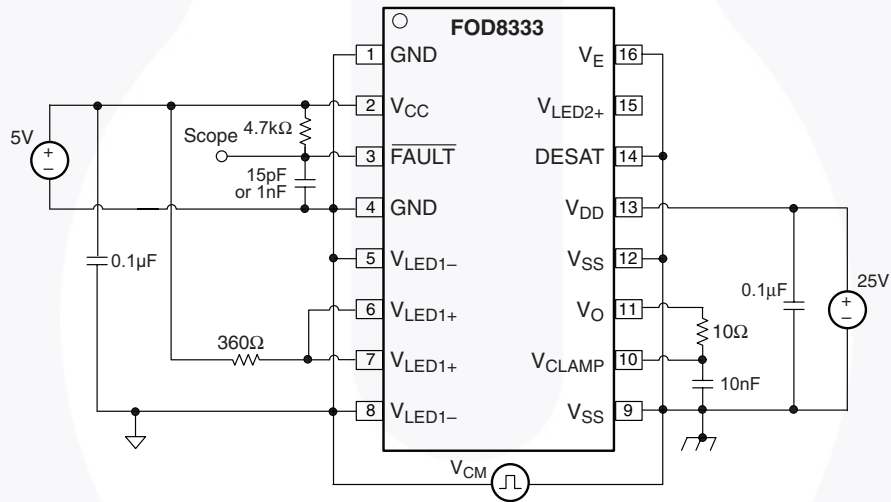 FOD8333
1 GND
2 VCC
3 FAULT
4 GND
5 VLED1–
6 VLED1+
7 VLED1+
8 VLED1–
VE 16
VLED2+ 15
DESAT 14
VDD 13
VSS 12
VO 11
VCLAMP 10
VSS 9
5V
+
–
Scope
4.7kΩ
15pF
or 1nF
0.1µF
360Ω
0.1µF
25V
+
–
10Ω
10nF
VCM